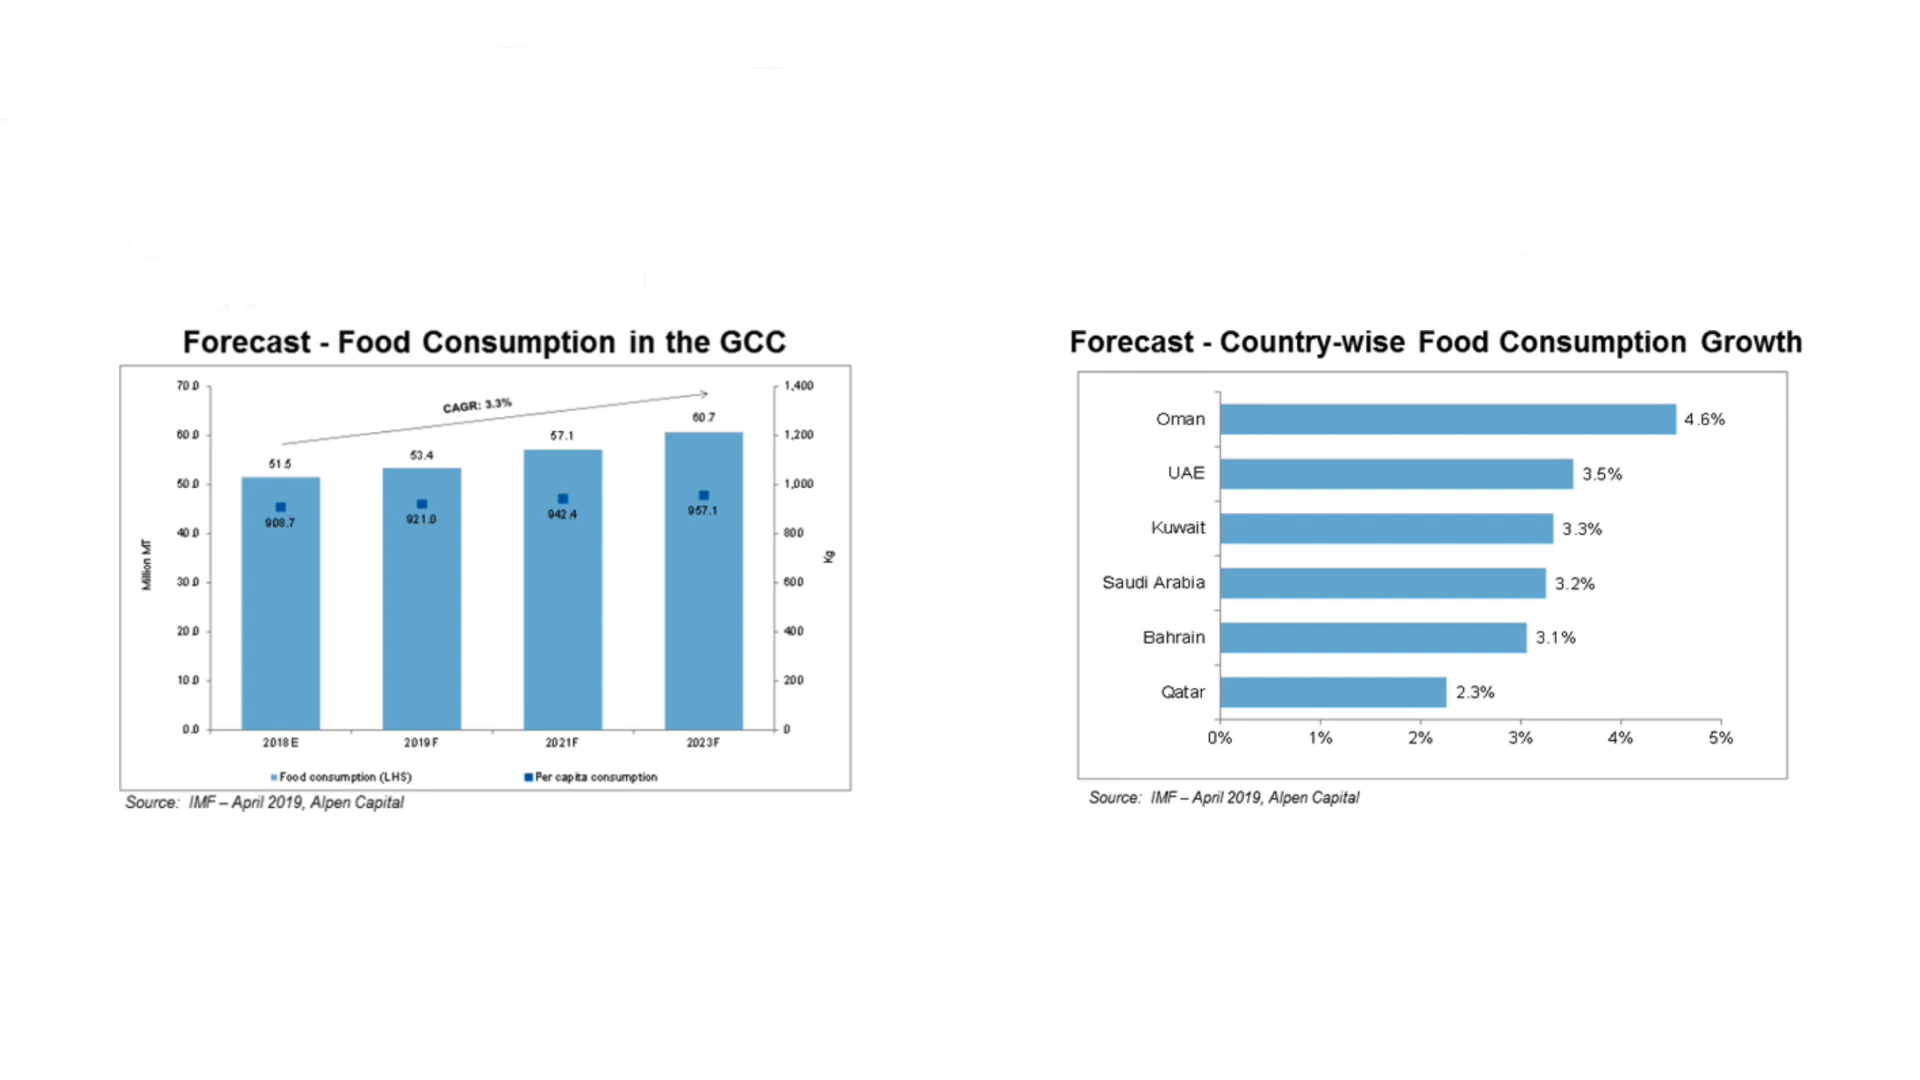 Forecast - Food Consumption in the GCC
70.0
60.0
50.0
40.0
30.0
20.0
10.0
0.0
Million MT
CAGR: 3.3%
51.5
53.4
57.1
60.7
908.7
921.0
942.4
957.1
1,400
1,200
1,000
800
600
400
200
0
Kg
2018E
2019F
2021F
2023F
Food consumption (LHS)
Per capita consumption
Source: IMF – April 2019, Alpen Capital
Forecast - Country-wise Food Consumption Growth
Oman
4.6%
UAE
3.5%
Kuwait
3.3%
Saudi Arabia
3.2%
Bahrain
3.1%
Qatar
2.3%
0%
1%
2%
3%
4%
5%
Source: IMF – April 2019, Alpen Capital